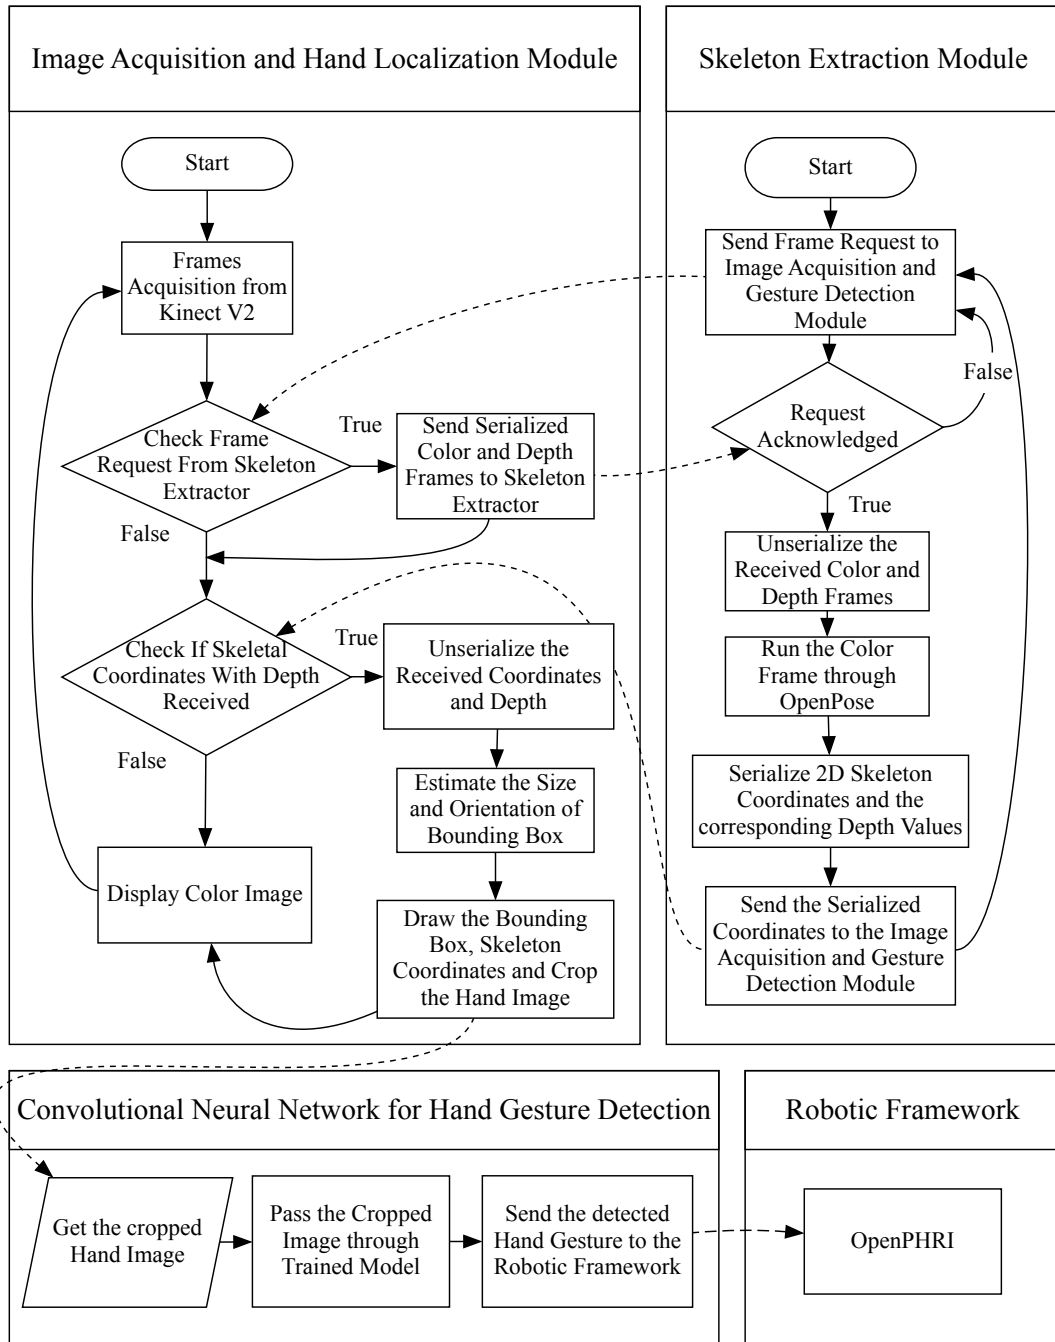 Image Acquisition and Hand Localization Module
Start
Frames
Acquisition from
Kinect V2
Check Frame
Request From Skeleton
Extractor
True
Send Serialized
Color and Depth
Frames to Skeleton
Extractor
False
Check If Skeletal
Coordinates With Depth
Received
True
Unserialize the
Received Coordinates
and Depth
False
Estimate the Size
and Orientation of
Bounding Box
Display Color Image
Draw the Bounding
Box, Skeleton
Coordinates and Crop
the Hand Image
Skeleton Extraction Module
Start
Send Frame Request to
Image Acquisition and
Gesture Detection
Module
False
Request
Acknowledged
True
Unserialize the
Received Color and
Depth Frames
Run the Color
Frame through
OpenPose
Serialize 2D Skeleton
Coordinates and the
corresponding Depth Values
Send the Serialized
Coordinates to the Image
Acquisition and Gesture
Detection Module
Convolutional Neural Network for Hand Gesture Detection
Get the cropped
Hand Image
Pass the Cropped
Image through
Trained Model
Send the detected
Hand Gesture to the
Robotic Framework
Robotic Framework
OpenPHRI